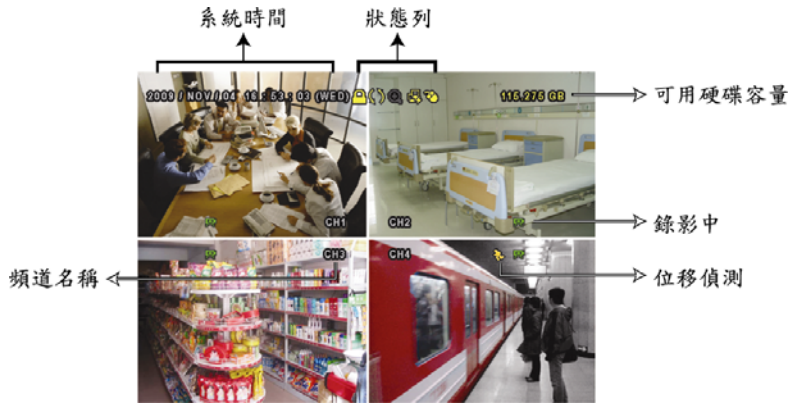 系統時間
狀態列
2009 / NOV / 04 16 : 53 : 03 (WED)
115.275 GB
可用硬碟容量
CH1
CH2
錄影中
CH3
CH4
頻道名稱
位移偵測